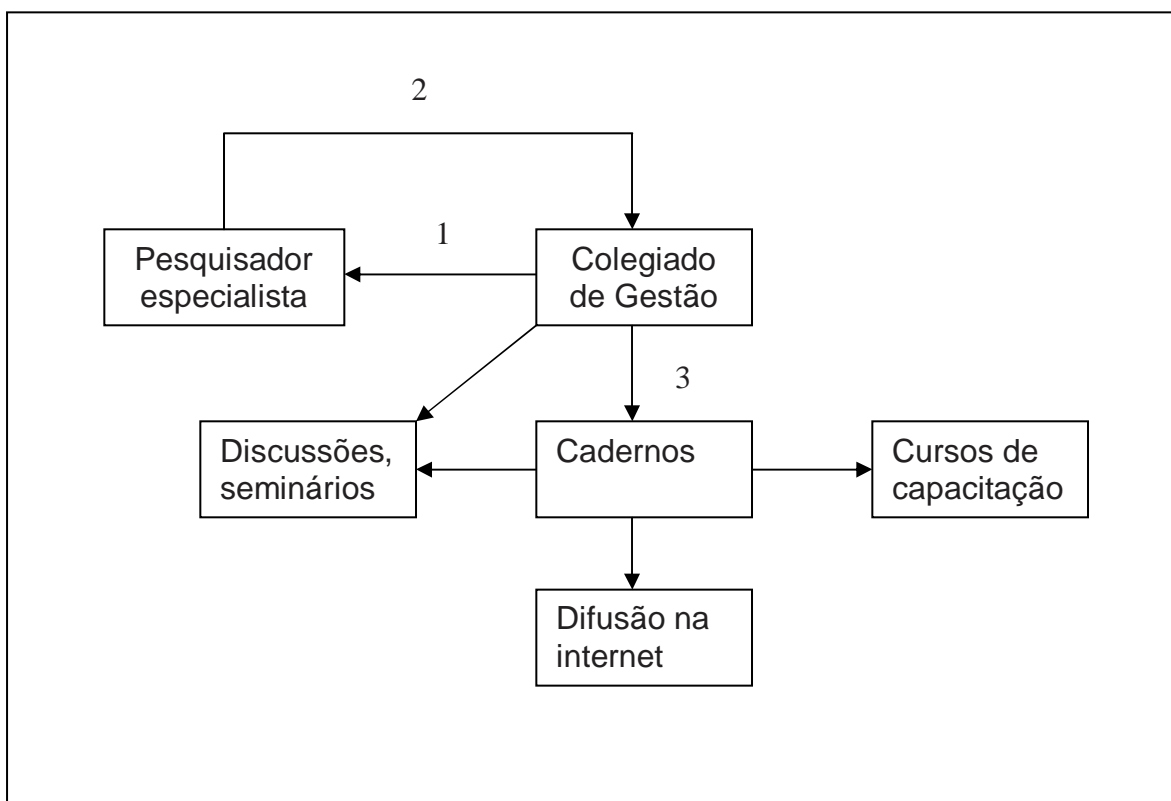 2
1
Pesquisador
especialista
Colegiado
de Gestão
3
Discussões,
seminários
Cadernos
Cursos de
capacitação
Difusão na
internet